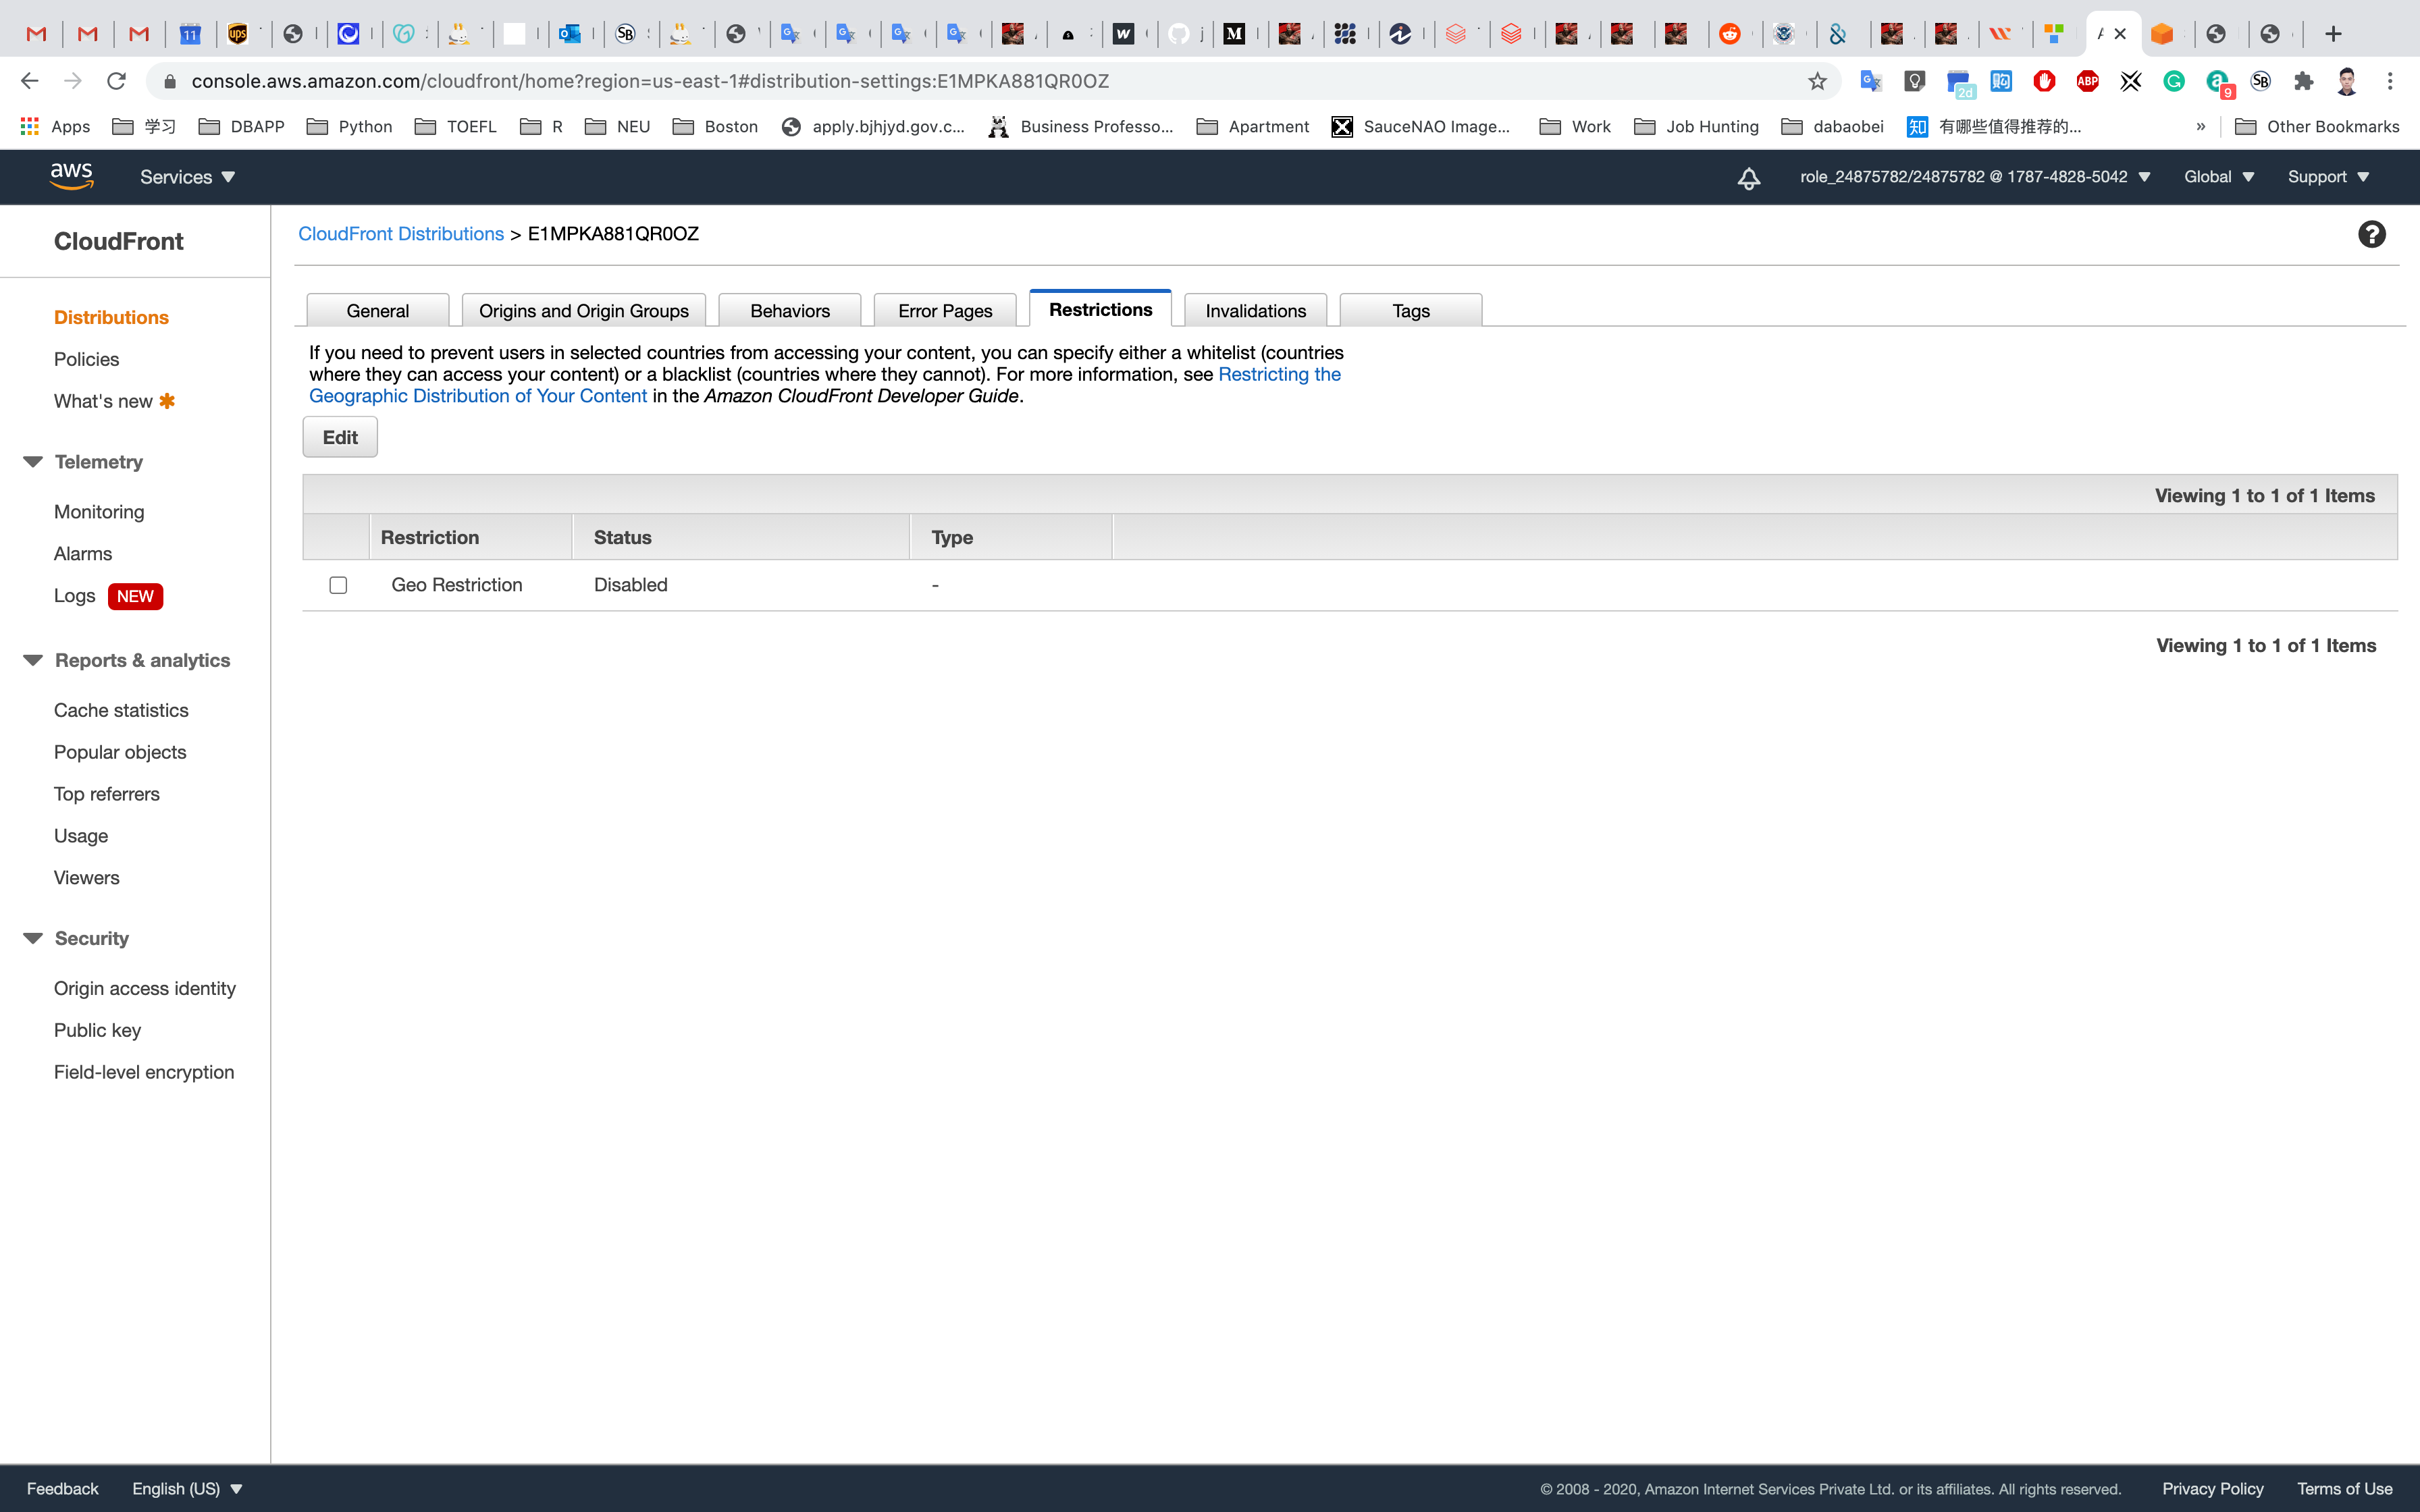 11
ups
console.aws.amazon.com/cloudfront/home?region=us-east-1#distribution-settings:E1MPKA881QR0OZ
2d
ABP
9
SB
Apps
学习
DBAPP
Python
TOEFL
R
NEU
Boston
apply.bjhjyd.gov.c...
Business Professo...
Apartment
SauceNAO Image...
Work
Job Hunting
dabaobei
知
有哪些值得推荐的...
»
Other Bookmarks
aws
Services
role_24875782/24875782 @ 1787-4828-5042
Global
Support
CloudFront
Distributions
Policies
What's new
Telemetry
Monitoring
Alarms
Logs NEW
Reports & analytics
Cache statistics
Popular objects
Top referrers
Usage
Viewers
Security
Origin access identity
Public key
Field-level encryption
CloudFront Distributions > E1MPKA881QR0OZ
General
Origins and Origin Groups
Behaviors
Error Pages
Restrictions
Invalidations
Tags
If you need to prevent users in selected countries from accessing your content, you can specify either a whitelist (countries
where they can access your content) or a blacklist (countries where they cannot). For more information, see Restricting the
Geographic Distribution of Your Content in the Amazon CloudFront Developer Guide.
Edit
Viewing 1 to 1 of 1 Items
Restriction Status Type
Geo Restriction Disabled -
Viewing 1 to 1 of 1 Items
Feedback
English (US)
© 2008 - 2020, Amazon Internet Services Private Ltd. or its affiliates. All rights reserved.
Privacy Policy
Terms of Use